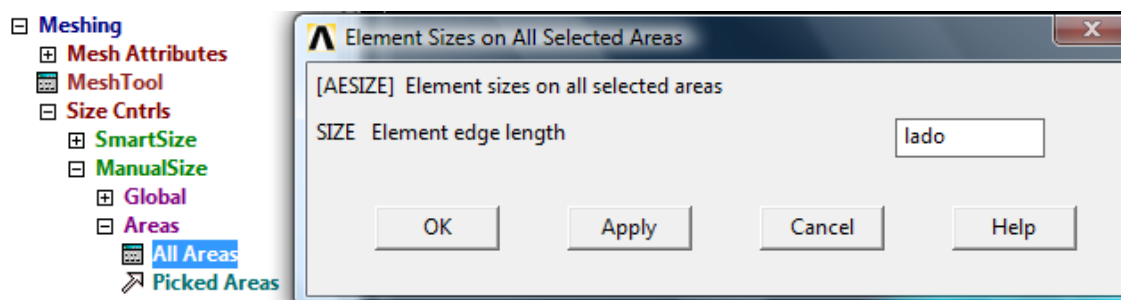 Meshing
Mesh Attributes
MeshTool
Size Cntrls
SmartSize
ManualSize
Global
Areas
All Areas
Picked Areas
Element Sizes on All Selected Areas
[AESIZE] Element sizes on all selected areas
SIZE Element edge length lado
OK Apply Cancel Help